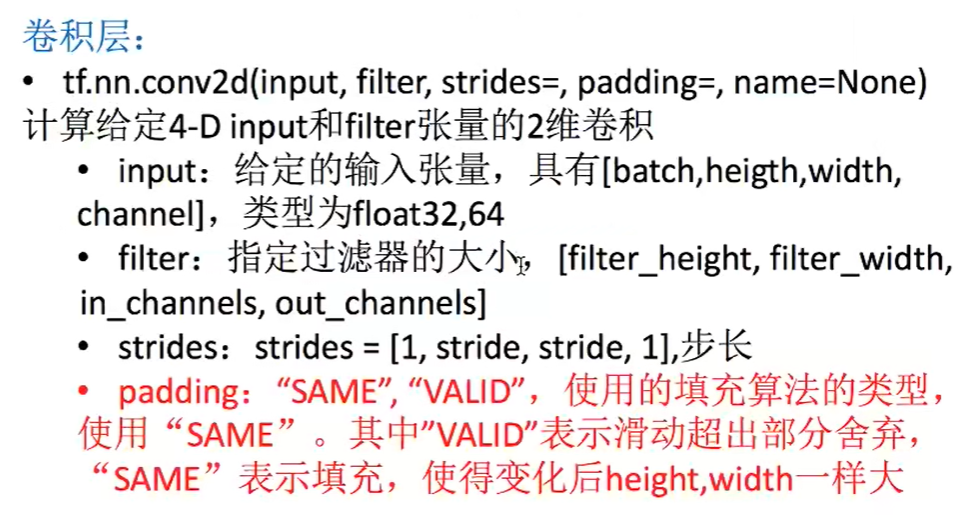 卷积层：
• tf.nn.conv2d(input, filter, strides=, padding=, name=None)
计算给定4-D input和filter张量的2维卷积
• input：给定的输入张量，具有[batch,heigth,width,
channel]，类型为float32,64
• filter：指定过滤器的大小，[filter_height, filter_width,
in_channels, out_channels]
• strides：strides = [1, stride, stride, 1],步长
• padding：“SAME”, “VALID”，使用的填充算法的类型，
使用“SAME”。其中”VALID”表示滑动超出部分舍弃，
“SAME”表示填充，使得变化后height,width一样大